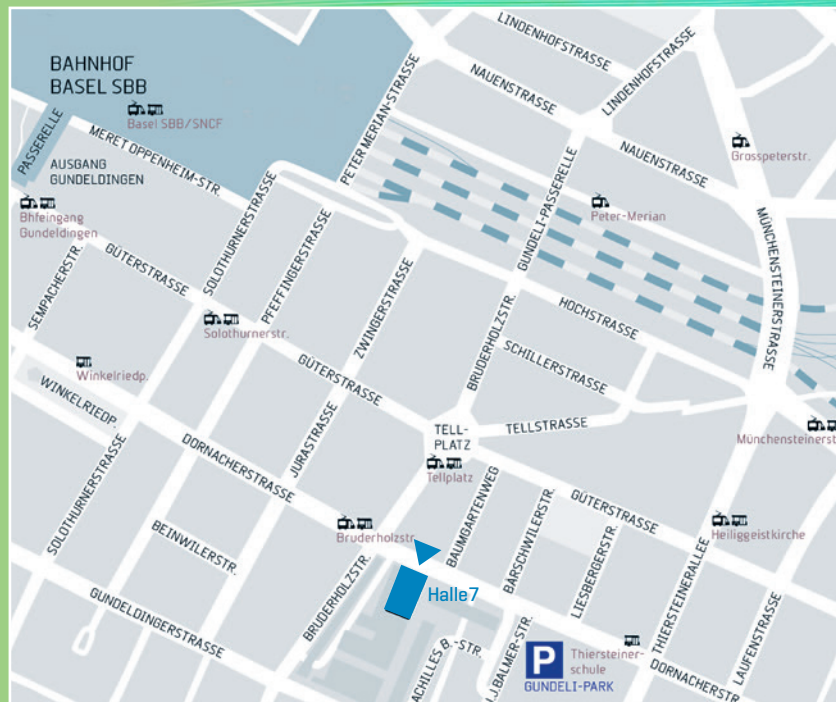 LINDENHOFSTRASSE
LINDENHOFSTRASSE
BAHNHOF
BASEL SBB
NAUENSTRASSE
PETER MERIAN-STRASSE
Basel SBB/SNCF
PASSERELLE
MERET OPPENHEIM-STR.
NAUENSTRASSE
Grosspeterstr.
AUSGANG
GUNDELDINGEN
GUNDELI-PASSERELLE
Bhfeingang
Gundeldingen
Peter-Merian
MÜNCHENSTEINERSTRASSE
SOLOTHURNERSTRASSE
PFEFFINGERSTRASSE
GÜTERSTRASSE
SEMPACHERSTR.
ZWINGERSTRASSE
HOCHSTRASSE
Solothurnerstr.
BRUDERHOLZSTR.
SCHILLERSTRASSE
Winkelriedp.
WINKELRIEDP.
GÜTERSTRASSE
JURASTRASSE
TELL-
PLATZ
TELLSTRASSE
Münchensteinerst
DORNACHERSTRASSE
Tellplatz
SOLOTHURNERSTRASSE
BAUMGARTENWEG
GÜTERSTRASSE
BEINWILERSTR.
Bruderholzstr.
BARSCHWILERSTR.
Heiliggeistkirche
LIESBERGERSTR.
THIERSTEINERALLEE
Halle7
GUNDELDINGERSTRASSE
BRUDERHOLZSTR.
LAUFENSTRASSE
ACHILLES B.-STR.
J.J.BALMER-STR.
P
GUNDELI-PARK
Thiersteiner-
schule
DORNACHERSTR.